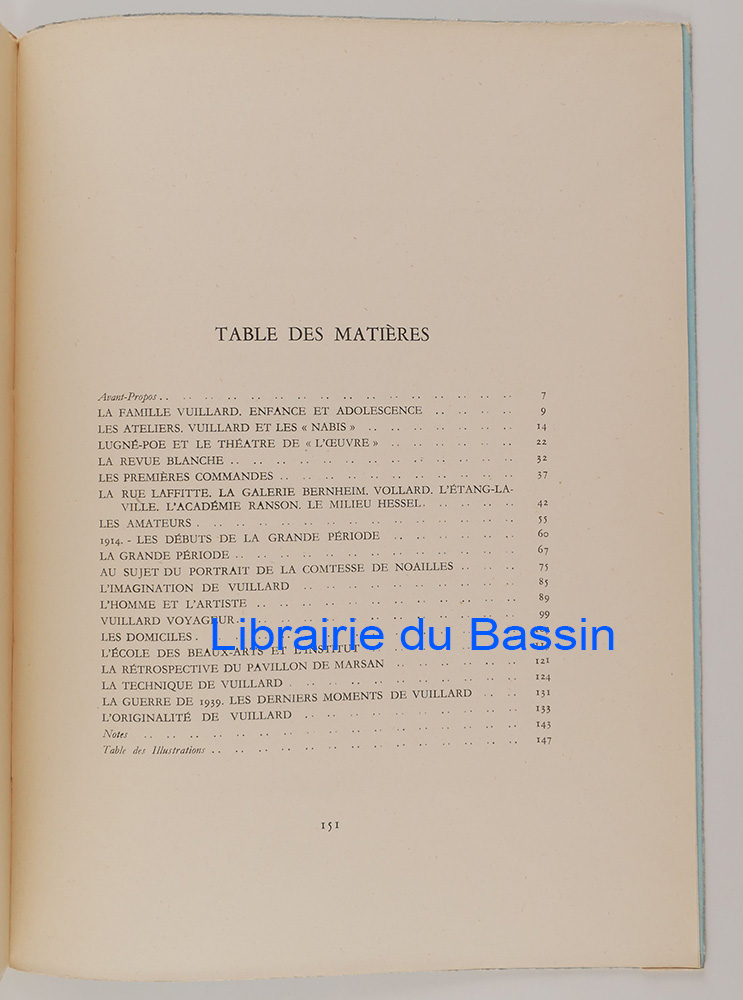 TABLE DES MATIÈRES
Avant-Propos .. .. .. .. .. .. .. .. .. .. .. .. 7
LA FAMILLE VUILLARD. ENFANCE ET ADOLESCENCE .. .. .. 9
LES ATELIERS. VUILLARD ET LES « NABIS » .. .. .. .. .. 14
LUGNÉ-POE ET LE THÉATRE DE « L'ŒUVRE » .. .. .. .. 22
LA REVUE BLANCHE .. .. .. .. .. .. .. .. .. .. 32
LES PREMIÈRES COMMANDES .. .. .. .. .. .. .. .. 37
LA RUE LAFFITTE. LA GALERIE BERNHEIM. VOLLARD. L'ÉTANG-LA-
VILLE. L'ACADÉMIE RANSON. LE MILIEU HESSEL. .. .. .. 42
LES AMATEURS . .. .. .. .. .. .. .. .. .. .. 55
1914. - LES DÉBUTS DE LA GRANDE PÉRIODE .. .. .. .. .. 60
LA GRANDE PÉRIODE .. .. .. .. .. .. .. .. .. .. 67
AU SUJET DU PORTRAIT DE LA COMTESSE DE NOAILLES .. .. 75
L'IMAGINATION DE VUILLARD .. .. .. .. .. .. .. .. 85
L'HOMME ET L'ARTISTE .. .. .. .. .. .. .. .. .. 89
VUILLARD VOYAGEUR. .. .. .. .. .. .. .. .. .. .. 99
LES DOMICILES .
Librairie du Bassin
L'ÉCOLE DES BEAUX-ARTS ET L'INSTITUT .. .. .. .. ..
LA RÉTROSPECTIVE DU PAVILLON DE MARSAN .. .. .. .. 121
LA TECHNIQUE DE VUILLARD . .. .. .. .. .. .. .. 124
LA GUERRE DE 1939. LES DERNIERS MOMENTS DE VUILLARD .. .. 131
L'ORIGINALITÉ DE VUILLARD .. .. .. .. .. .. .. .. 133
Notes .. .. .. .. .. .. .. .. .. .. .. .. 143
Table des Illustrations .. .. .. .. .. .. .. .. .. .. 147
151